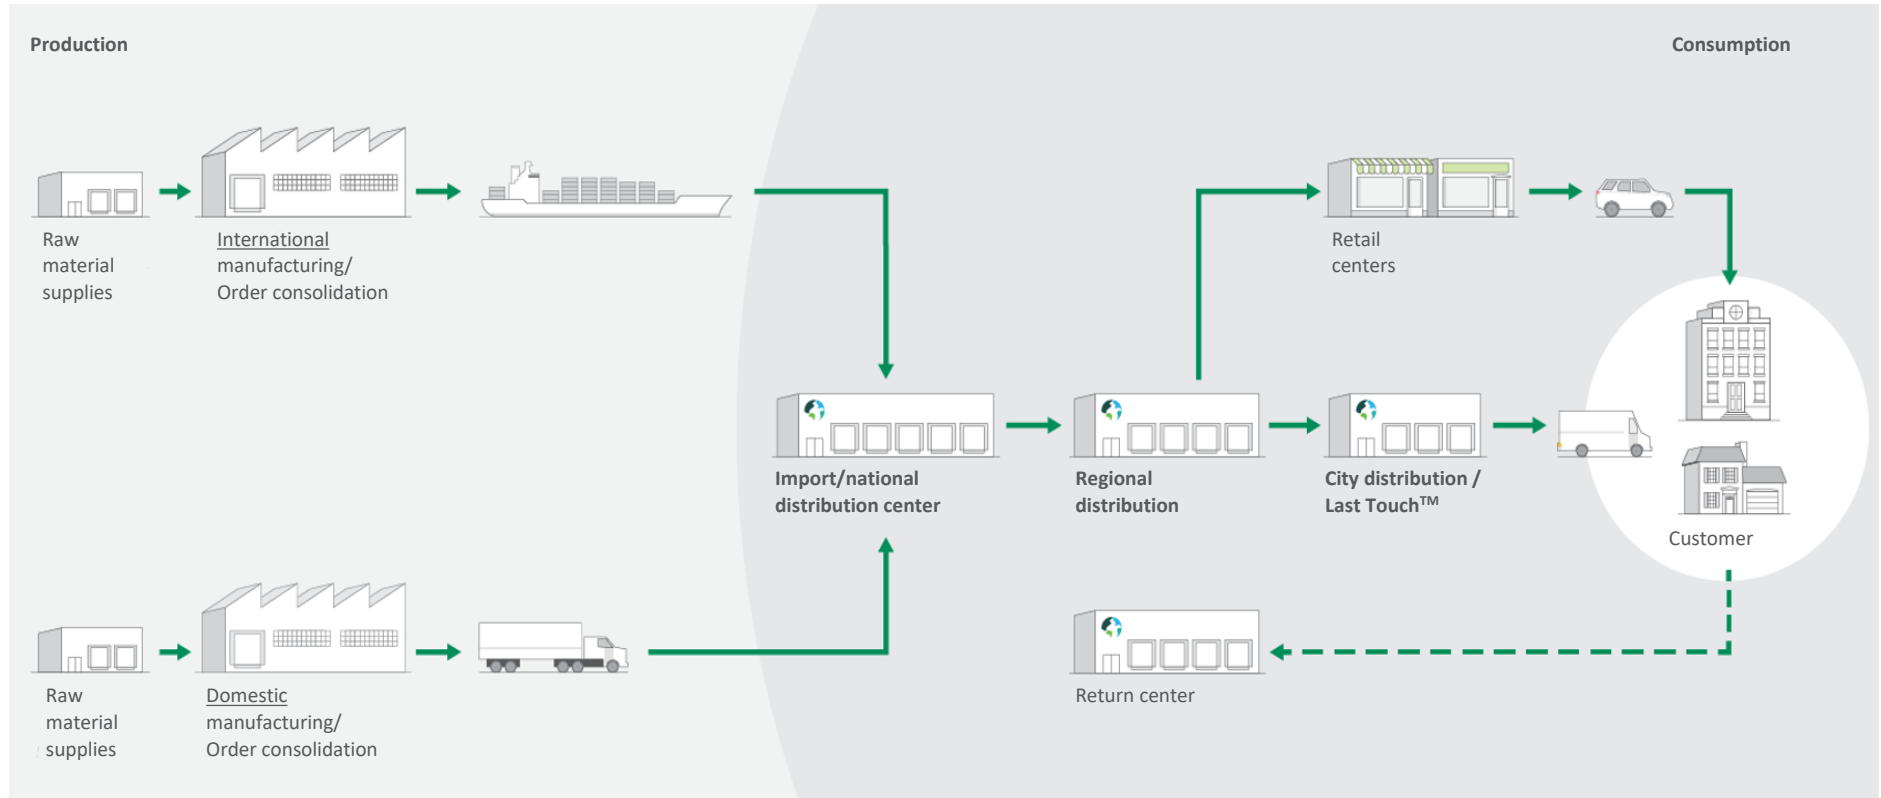 Production
Consumption
Raw
material
supplies
International
manufacturing/
Order consolidation
Retail
centers
Import/national
distribution center
Regional
distribution
City distribution /
Last Touch™
Customer
Raw
material
supplies
Domestic
manufacturing/
Order consolidation
Return center